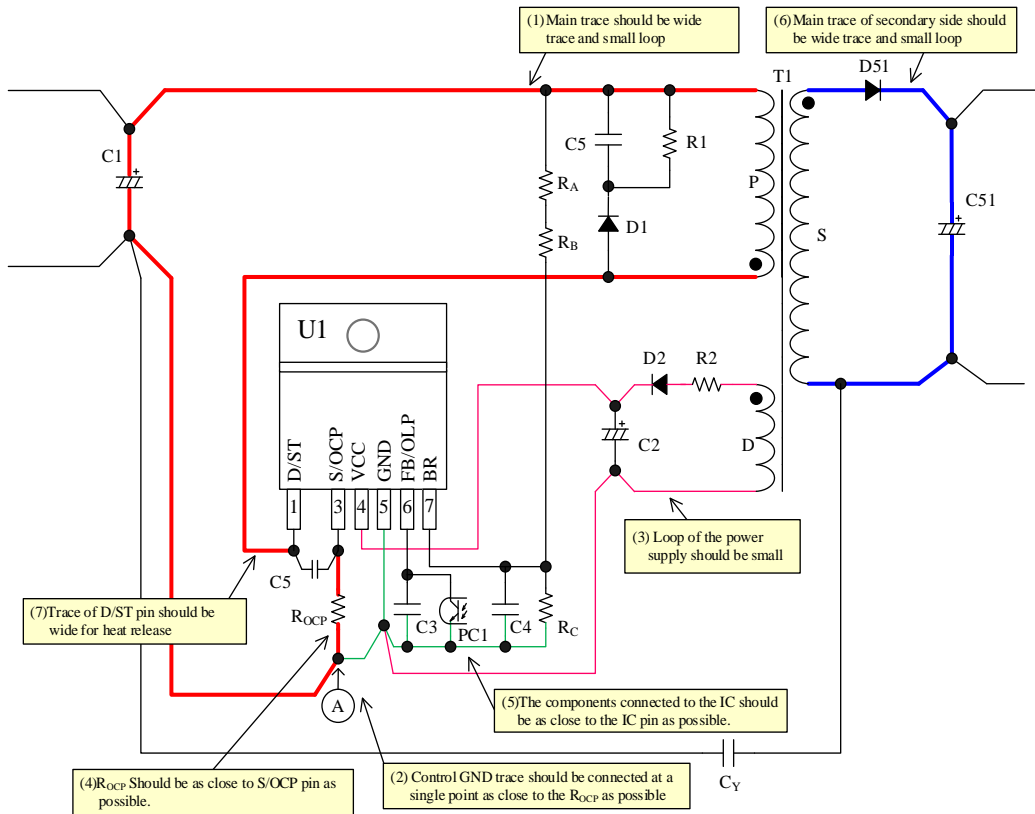 (1)Main trace should be wide
trace and small loop
(6)Main trace of secondary side should
be wide trace and small loop
D51
T1
C1
C5
R1
P
S
C51
RA
D1
RB
U1
D2
R2
C2
D
D/ST
S/OCP
VCC
GND
FB/OLP
BR
1
3
4
5
6
7
(3) Loop of the power
supply should be small
C5
(7)Trace of D/ST pin should be
wide for heat release
ROCP
C3
PC1
C4
RC
A
(5)The components connected to the IC should
be as close to the IC pin as possible.
(4)ROCP Should be as close to S/OCP pin as
possible.
(2) Control GND trace should be connected at a
single point as close to the ROCP as possible
CY